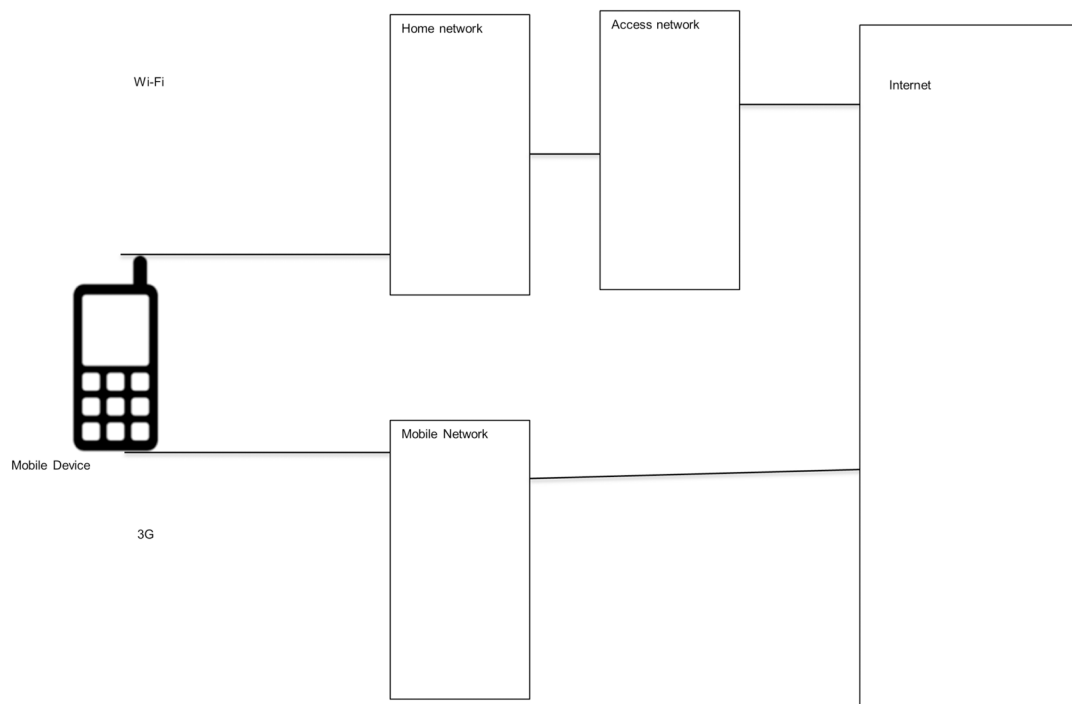 Home network
Access network
Wi-Fi
Internet
Mobile Network
Mobile Device
3G